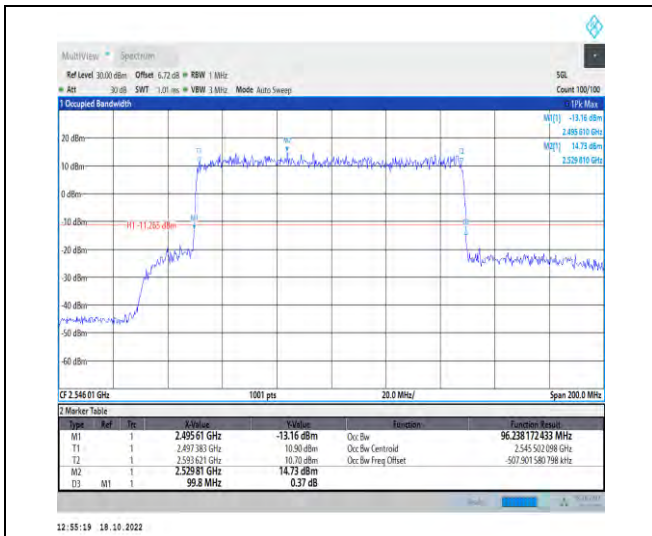 MultiView Spectrum
Ref Level 30.00 dBm Offset 6.72 dB RBW 1 MHz SGL
Att 30 dB SWT 1.01 ms VBW 3 MHz Mode Auto Sweep Count 100/100
1 Occupied Bandwidth 1Pk Max
M1[1] -13.16 dBm
2.495 610 GHz
M2[1] 14.73 dBm
2.529 810 GHz
20 dBm
T1 M2 T2
10 dBm
0 dBm
M1
-10 dBm
H1 -11.265 dBm
-20 dBm
-30 dBm
-40 dBm
-50 dBm
-60 dBm
CF 2.546 01 GHz 1001 pts 20.0 MHz/ Span 200.0 MHz
2 Marker Table
Type Ref Trc X-Value Y-Value Function Function Result
M1 1 2.495 61 GHz -13.16 dBm Occ Bw 96.238 172 433 MHz
T1 1 2.497 383 GHz 10.90 dBm Occ Bw Centroid 2.545 502 098 GHz
T2 1 2.593 621 GHz 10.70 dBm Occ Bw Freq Offset -507.901 580 798 kHz
M2 1 2.529 81 GHz 14.73 dBm
D3 M1 1 99.8 MHz 0.37 dB
12:55:19 18.10.2022